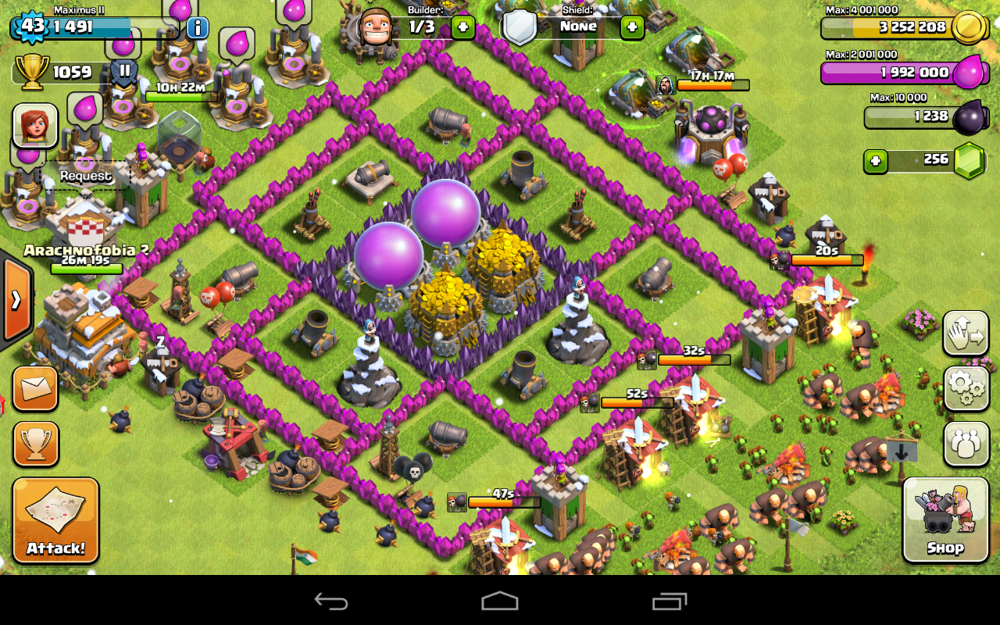 Maximus II
43
1 491
Builder:
1/3
Shield:
None
Max: 4 001 000
3 252 208
Max: 2 001 000
1 992 000
Max: 10 000
1 238
256
1059
II
10h 22m
17h 17m
Request
Arachnofobia ?
26m 19s
20s
Z
32s
52s
47s
Attack!
Shop